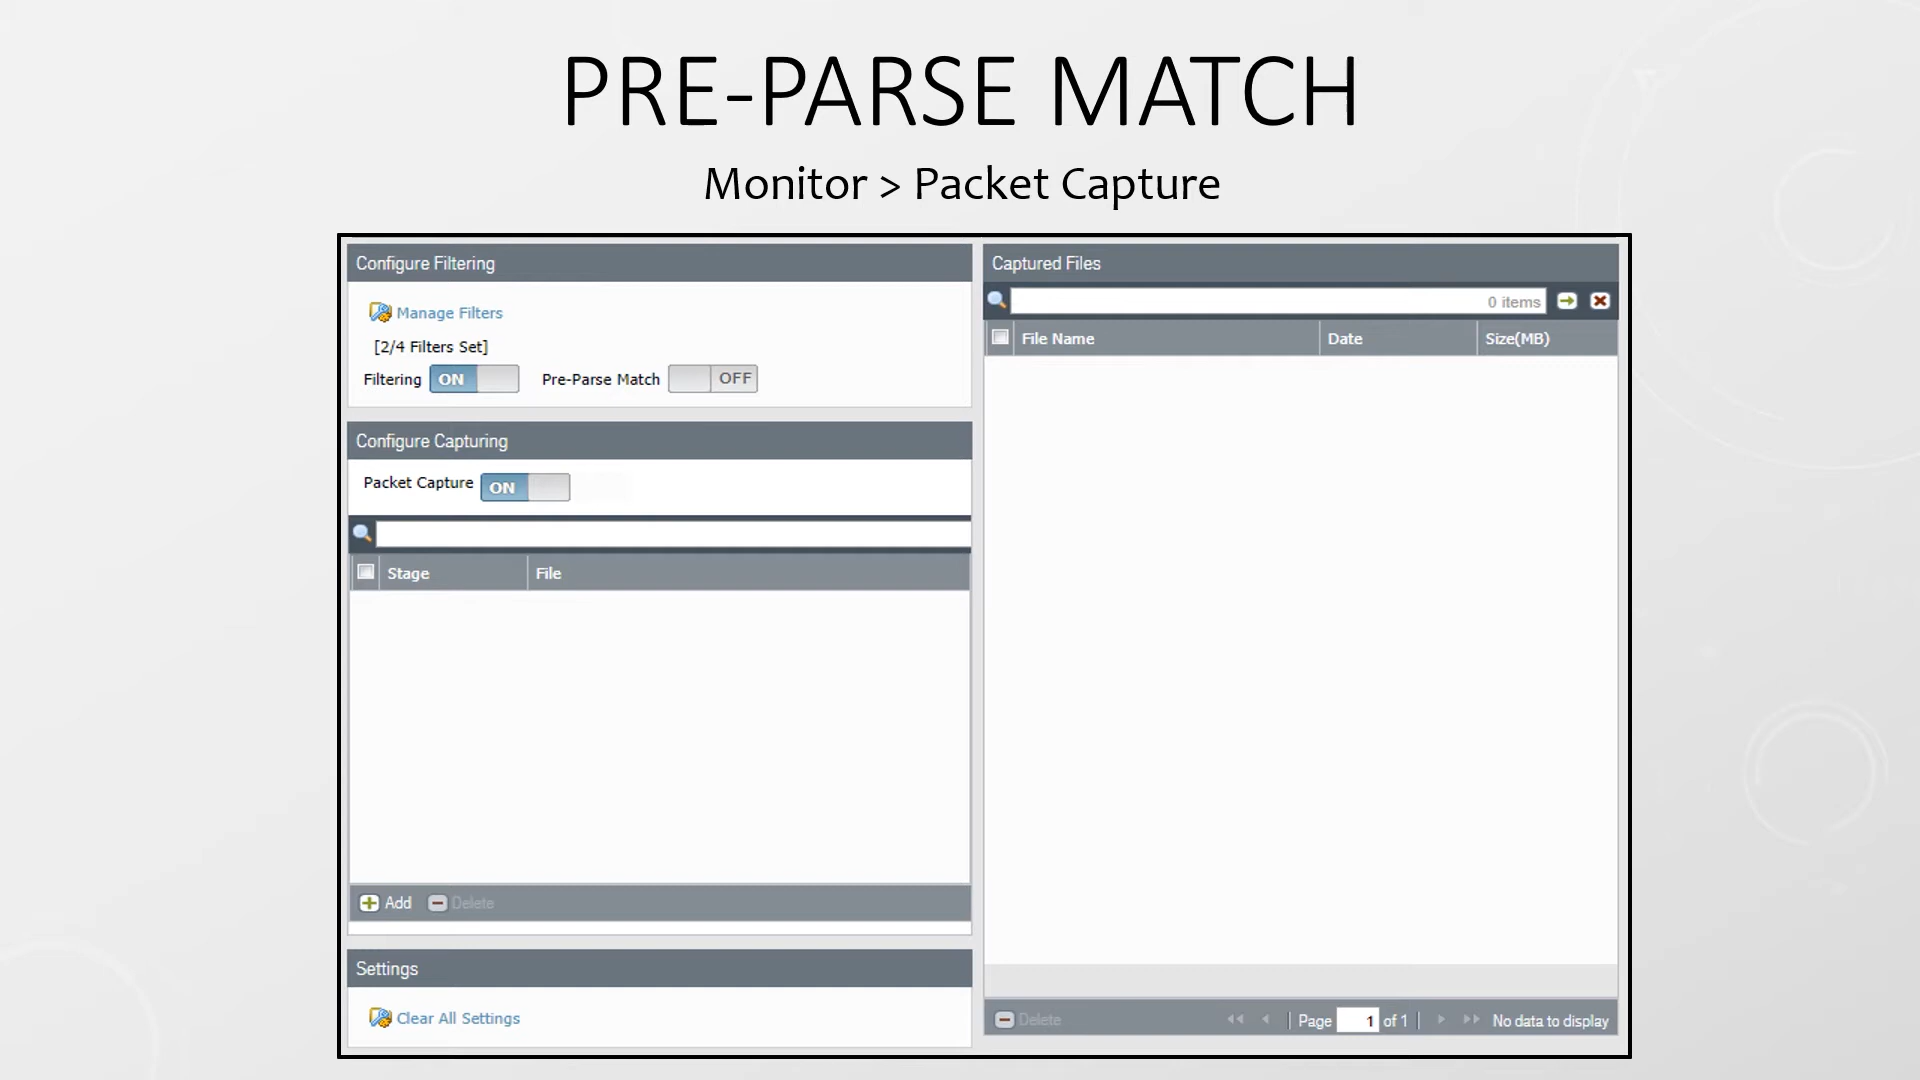 PRE-PARSE MATCH
Monitor > Packet Capture
Configure Filtering
Manage Filters
[2/4 Filters Set]
Filtering ON Pre-Parse Match OFF
Configure Capturing
Packet Capture ON
Stage File
Add Delete
Settings
Clear All Settings
Captured Files
0 items
File Name Date Size(MB)
Delete Page 1 of 1 No data to display